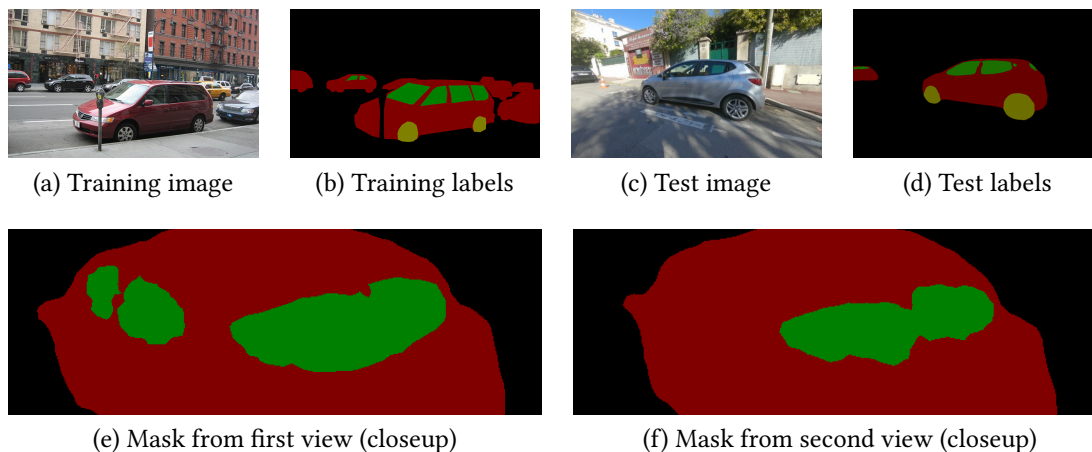 (a) Training image
(b) Training labels
(c) Test image
(d) Test labels
(e) Mask from first view (closeup)
(f) Mask from second view (closeup)